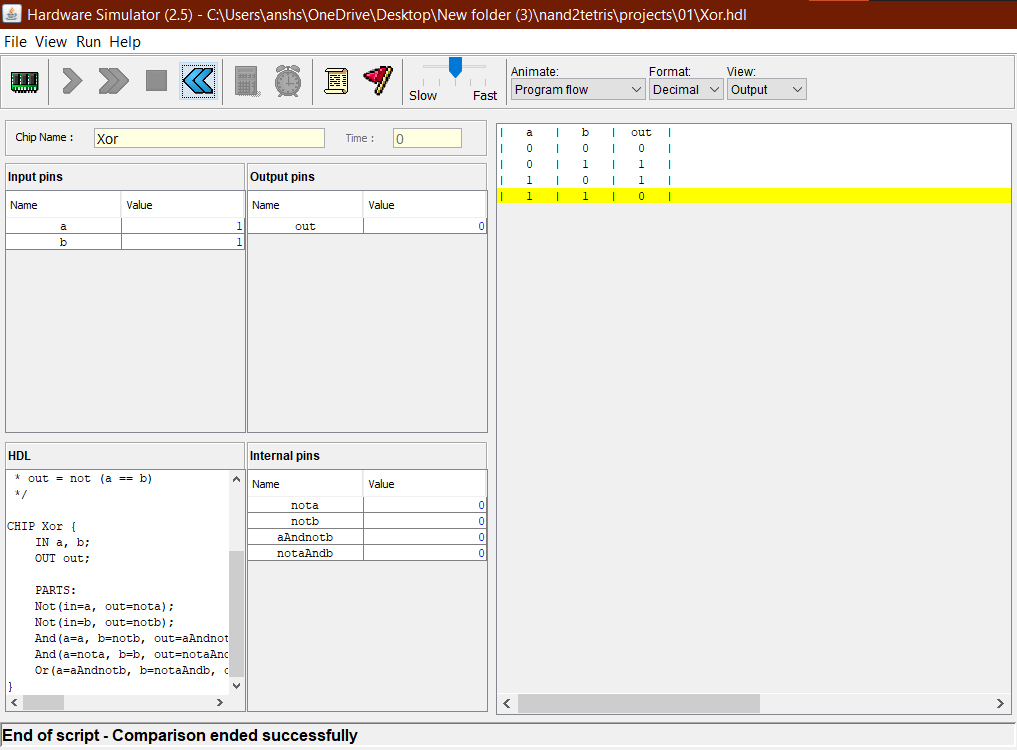 Hardware Simulator (2.5) - C:\Users\anshs\OneDrive\Desktop\New folder (3)\nand2tetris\projects\01\Xor.hdl
File View Run Help
Slow Fast
Animate: Format: View:
Program flow Decimal Output
Chip Name : Xor Time : 0
Input pins
Name Value
a 1
b 1
Output pins
Name Value
out 0
HDL
* out = not (a == b)
*/
CHIP Xor {
IN a, b;
OUT out;
PARTS:
Not(in=a, out=nota);
Not(in=b, out=notb);
And(a=a, b=notb, out=aAndnot
And(a=nota, b=b, out=notaAnd
Or(a=aAndnotb, b=notaAndb, o
}
Internal pins
Name Value
nota 0
notb 0
aAndnotb 0
notaAndb 0
| a | b | out |
| 0 | 0 | 0 |
| 0 | 1 | 1 |
| 1 | 0 | 1 |
| 1 | 1 | 0 |
End of script - Comparison ended successfully